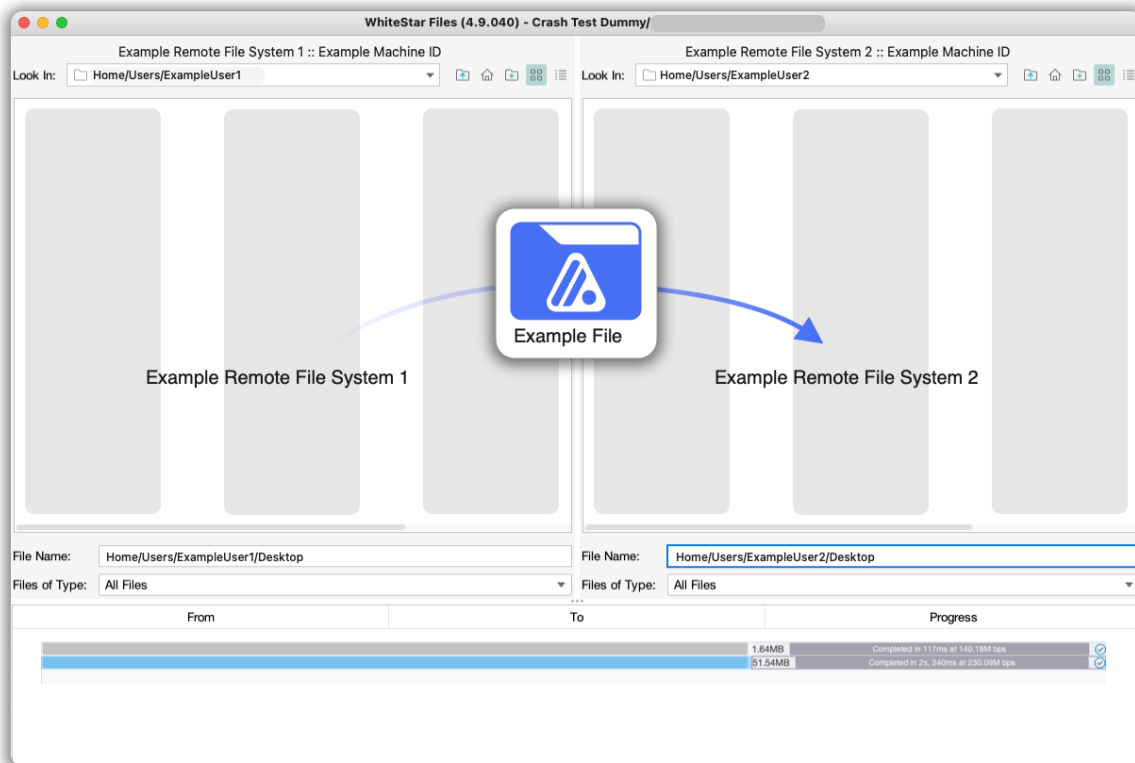 WhiteStar Files (4.9.040) - Crash Test Dummy/
Example Remote File System 1 :: Example Machine ID
Look In:
Home/Users/ExampleUser1
Example Remote File System 1
File Name:
Home/Users/ExampleUser1/Desktop
Files of Type:
All Files
Example Remote File System 2 :: Example Machine ID
Look In:
Home/Users/ExampleUser2
Example Remote File System 2
File Name:
Home/Users/ExampleUser2/Desktop
Files of Type:
All Files
Example File
From To Progress
1.64MB Completed in 117ms at 140.18M bps
51.54MB Completed in 2s, 240ms at 230.09M bps